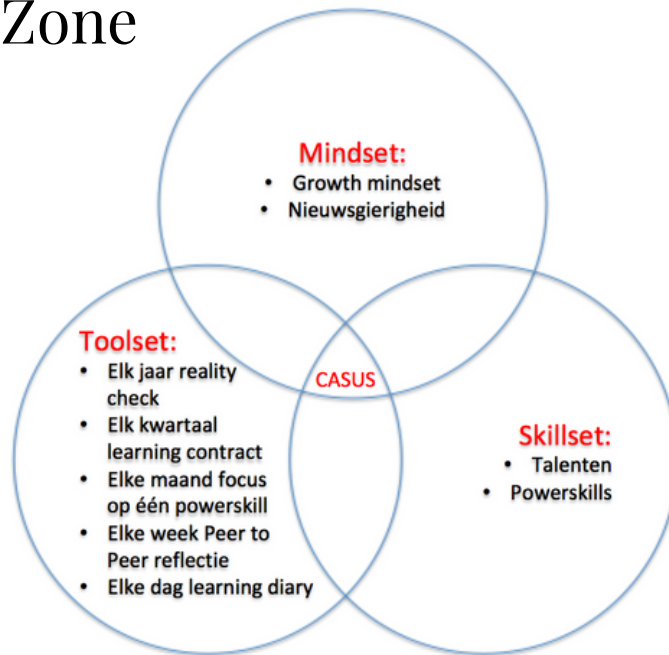 Zone
Mindset:
• Growth mindset
• Nieuwsgierigheid
Toolset:
• Elk jaar reality
check
• Elk kwartaal
learning contract
• Elke maand focus
op één powerskill
• Elke week Peer to
Peer reflectie
• Elke dag learning diary
CASUS
Skillset:
• Talenten
• Powerskills